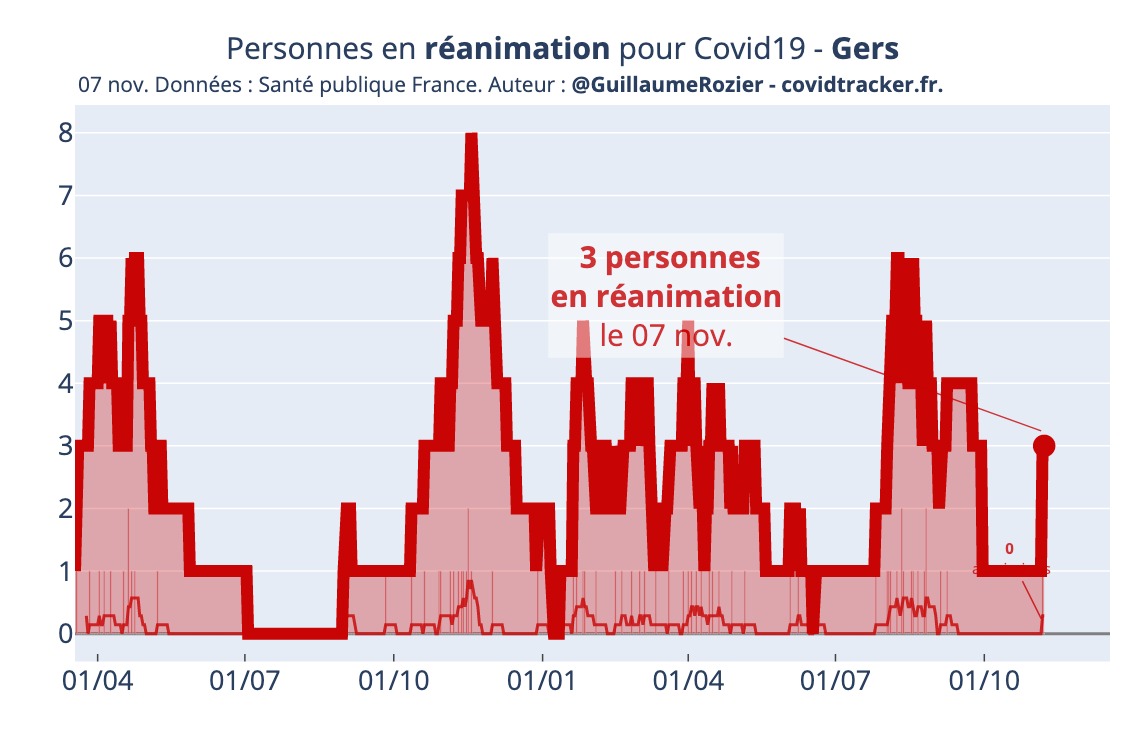 Personnes en réanimation pour Covid19 - Gers
07 nov. Données : Santé publique France. Auteur : @GuillaumeRozier - covidtracker.fr.
8
7
6
5
4
3
2
1
0
3 personnes
en réanimation
le 07 nov.
0
01/04 01/07 01/10 01/01 01/04 01/07 01/10